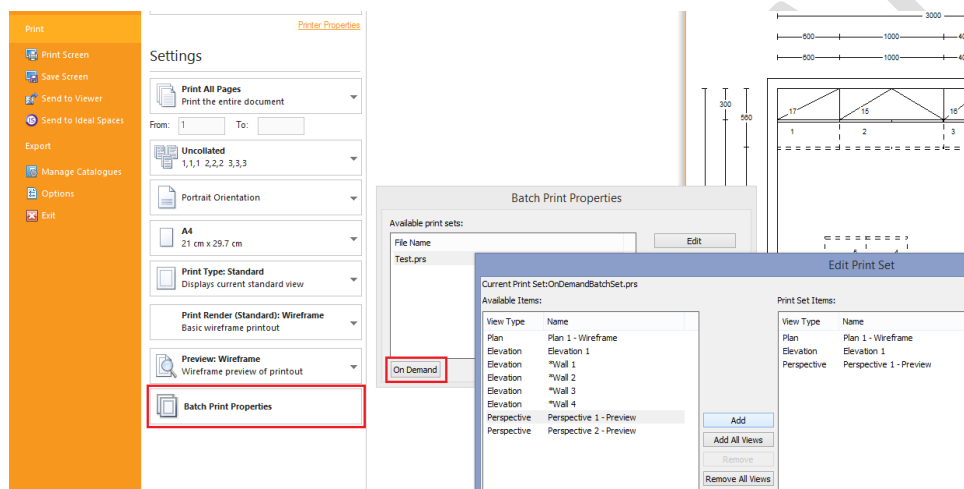 Print
Print Screen
Save Screen
Send to Viewer
Send to Ideal Spaces
Export
Manage Catalogues
Options
Exit
Printer Properties
Settings
Print All Pages
Print the entire document
From: 1 To:
Uncollated
1,1,1 2,2,2 3,3,3
Portrait Orientation
A4
21 cm x 29.7 cm
Print Type: Standard
Displays current standard view
Print Render (Standard): Wireframe
Basic wireframe printout
Preview: Wireframe
Wireframe preview of printout
Batch Print Properties
Batch Print Properties
Available print sets:
File Name
Test.prs
Edit
On Demand
Edit Print Set
Current Print Set:OnDemandBatchSet.prs
Available Items:
View Type Name
Plan Plan 1 - Wireframe
Elevation Elevation 1
Elevation *Wall 1
Elevation *Wall 2
Elevation *Wall 3
Elevation *Wall 4
Perspective Perspective 1 - Preview
Perspective Perspective 2 - Preview
Add
Add All Views
Remove
Remove All Views
Print Set Items:
View Type Name
Plan Plan 1 - Wireframe
Elevation Elevation 1
Perspective Perspective 1 - Preview
3000
600 1000
600 1000
300
560
17 15 16
1 2 3